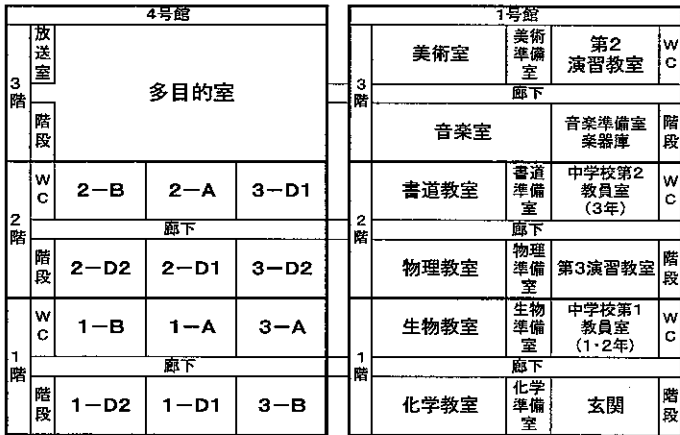 4号館
3階
放送室
多目的室
階段
2階
WC
2-B
2-A
3-D1
廊下
階段
2-D2
2-D1
3-D2
1階
WC
1-B
1-A
3-A
廊下
階段
1-D2
1-D1
3-B
1号館
3階
美術室
美術準備室
第2
演習教室
WC
廊下
音楽室
音楽準備室
楽器庫
階段
2階
書道教室
書道準備室
中学校第2
教員室
(3年)
WC
廊下
物理教室
物理準備室
第3演習教室
階段
1階
生物教室
生物準備室
中学校第1
教員室
(1・2年)
WC
廊下
化学教室
化学準備室
玄関
階段